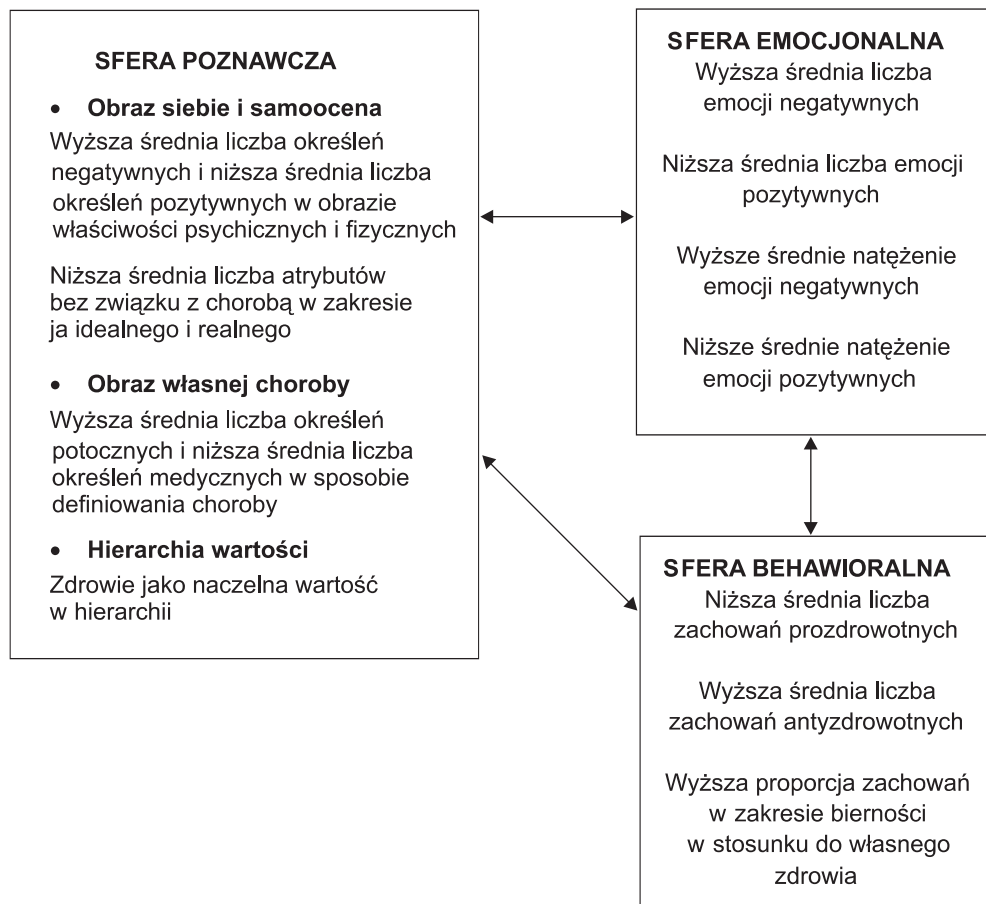 SFERA POZNAWCZA
• Obraz siebie i samoocena
Wyższa średnia liczba określeń
negatywnych i niższa średnia liczba
określeń pozytywnych w obrazie
właściwości psychicznych i fizycznych
Niższa średnia liczba atrybutów
bez związku z chorobą w zakresie
ja idealnego i realnego
• Obraz własnej choroby
Wyższa średnia liczba określeń
potocznych i niższa średnia liczba
określeń medycznych w sposobie
definiowania choroby
• Hierarchia wartości
Zdrowie jako naczelna wartość
w hierarchii
SFERA EMOCJONALNA
Wyższa średnia liczba
emocji negatywnych
Niższa średnia liczba emocji
pozytywnych
Wyższe średnie natężenie
emocji negatywnych
Niższe średnie natężenie
emocji pozytywnych
SFERA BEHAWIORALNA
Niższa średnia liczba
zachowań prozdrowotnych
Wyższa średnia liczba
zachowań antyzdrowotnych
Wyższa proporcja zachowań
w zakresie bierności
w stosunku do własnego
zdrowia